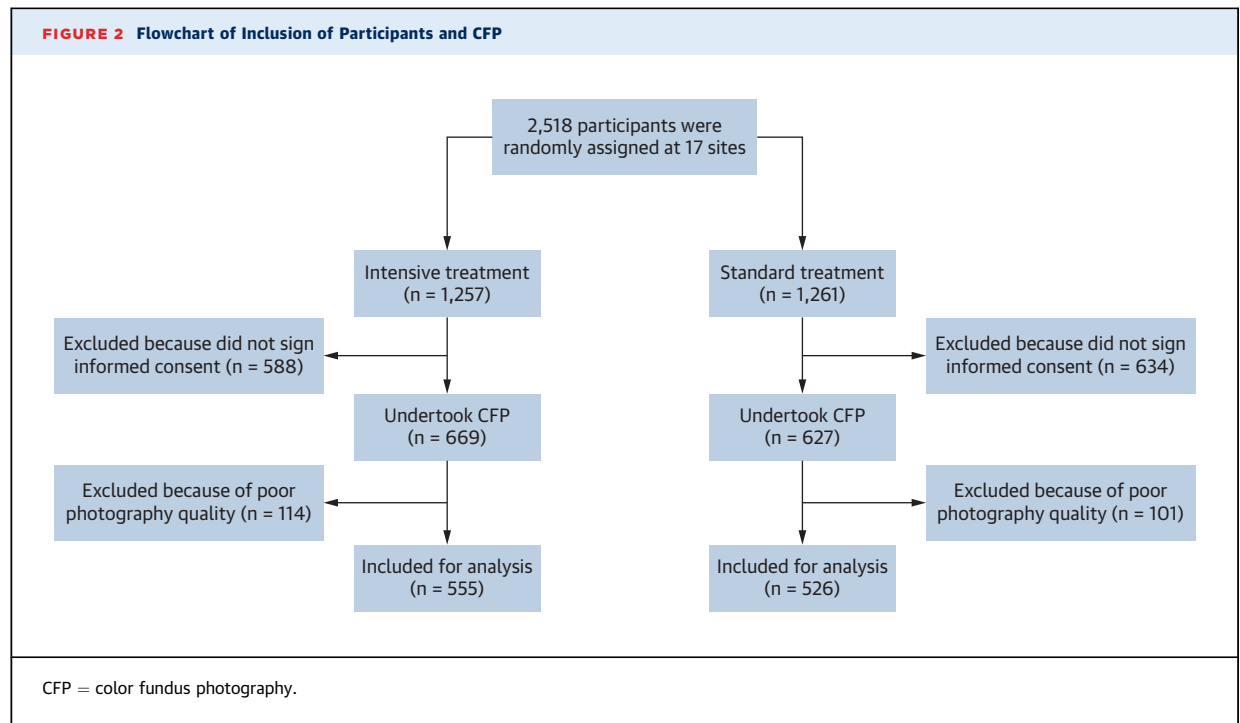 FIGURE 2 Flowchart of Inclusion of Participants and CFP
2,518 participants were
randomly assigned at 17 sites
Intensive treatment
(n = 1,257)
Standard treatment
(n = 1,261)
Excluded because did not sign
informed consent (n = 588)
Excluded because did not sign
informed consent (n = 634)
Undertook CFP
(n = 669)
Undertook CFP
(n = 627)
Excluded because of poor
photography quality (n = 114)
Excluded because of poor
photography quality (n = 101)
Included for analysis
(n = 555)
Included for analysis
(n = 526)
CFP = color fundus photography.